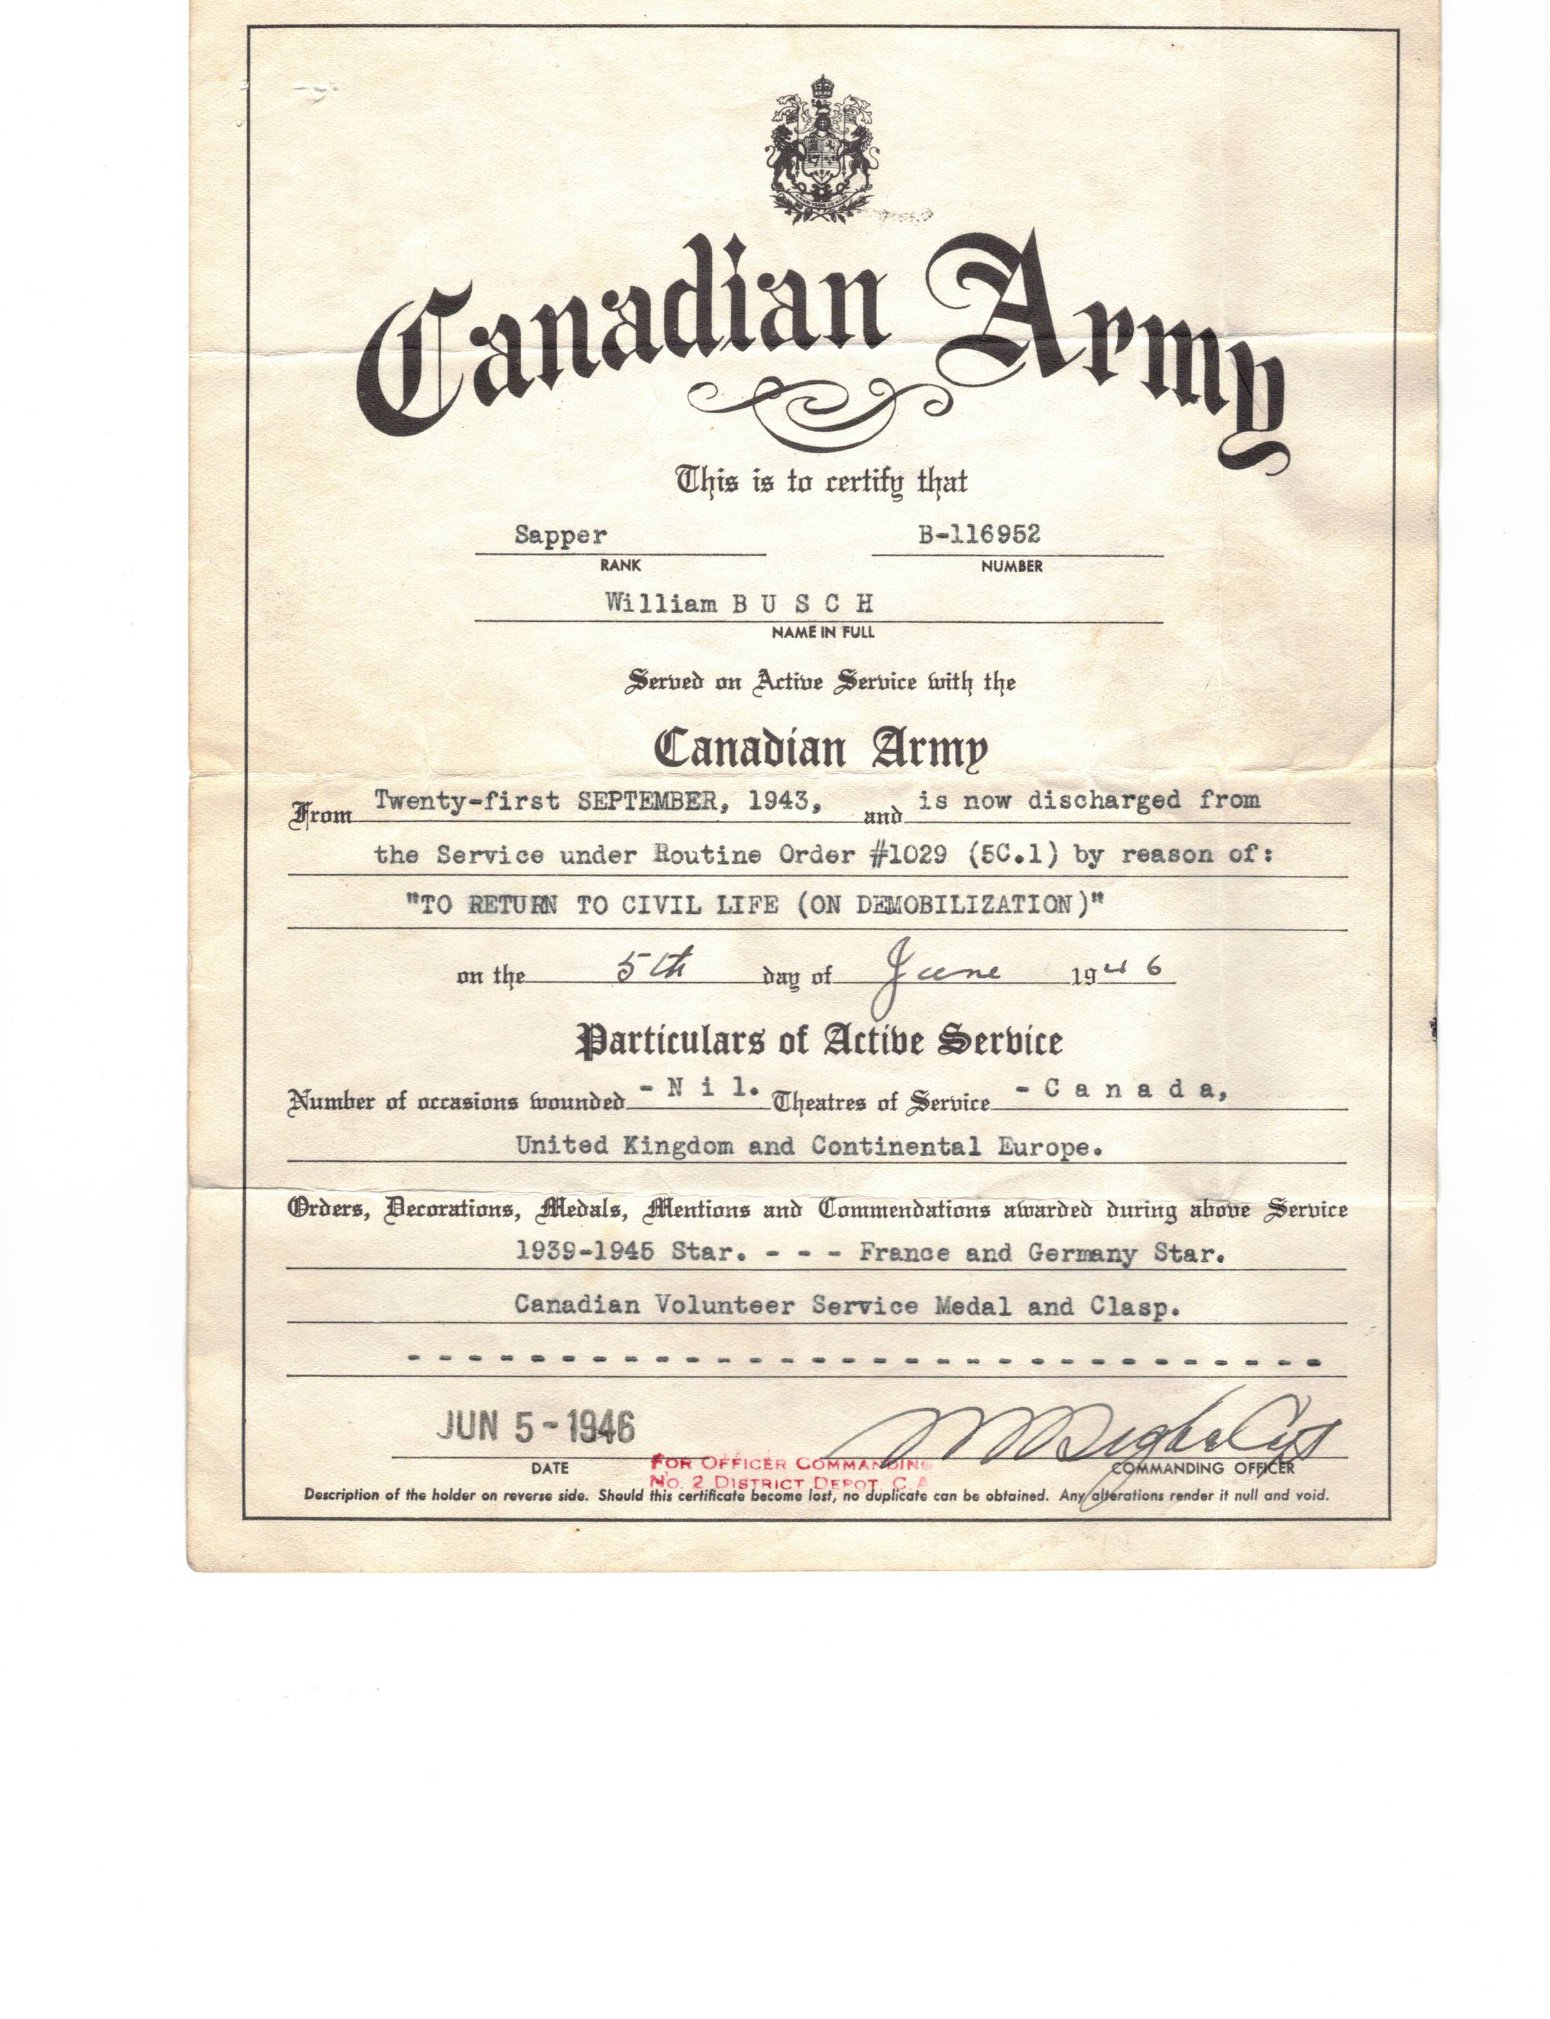 Canadian Army
This is to certify that
Sapper B-116952
RANK NUMBER
William B U S C H
NAME IN FULL
Served on Active Service with the
Canadian Army
From Twenty-first SEPTEMBER, 1943, and is now discharged from
the Service under Routine Order #1029 (5C.1) by reason of:
"TO RETURN TO CIVIL LIFE (ON DEMOBILIZATION)"
on the 5th day of June 1946
Particulars of Active Service
Number of occasions wounded - N i l. Theatres of Service - C a n a d a,
United Kingdom and Continental Europe.
Orders, Decorations, Medals, Mentions and Commendations awarded during above Service
1939-1945 Star. - - - France and Germany Star.
Canadian Volunteer Service Medal and Clasp.
- - - - - - - - - - - - - - - - - - - - - - - - - - - - - -
JUN 5-1946
DATE FOR OFFICER COMMANDING COMMANDING OFFICER
No. 2 DISTRICT DEPOT, C.A
Description of the holder on reverse side. Should this certificate become lost, no duplicate can be obtained. Any alterations render it null and void.